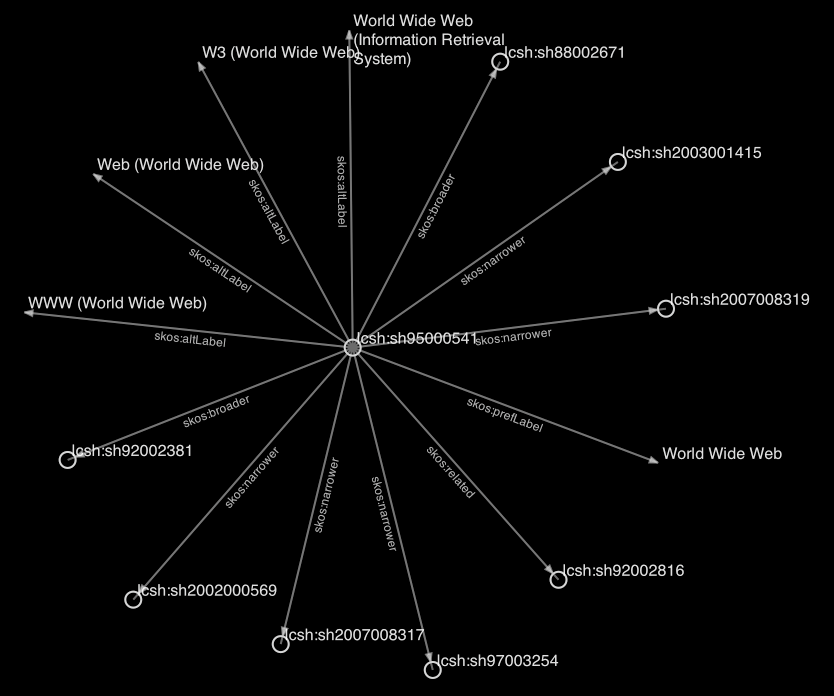 World Wide Web
(Information Retrieval
System)
W3 (World Wide Web)
lcsh:sh88002671
lcsh:sh2003001415
Web (World Wide Web)
skos:altLabel
skos:altLabel
skos:broader
skos:altLabel
skos:narrower
WWW (World Wide Web)
lcsh:sh2007008319
skos:altLabel
lcsh:sh95000541
skos:narrower
skos:broader
skos:prefLabel
lcsh:sh92002381
World Wide Web
skos:narrower
skos:narrower
skos:narrower
skos:related
lcsh:sh92002816
lcsh:sh2002000569
lcsh:sh2007008317
lcsh:sh97003254